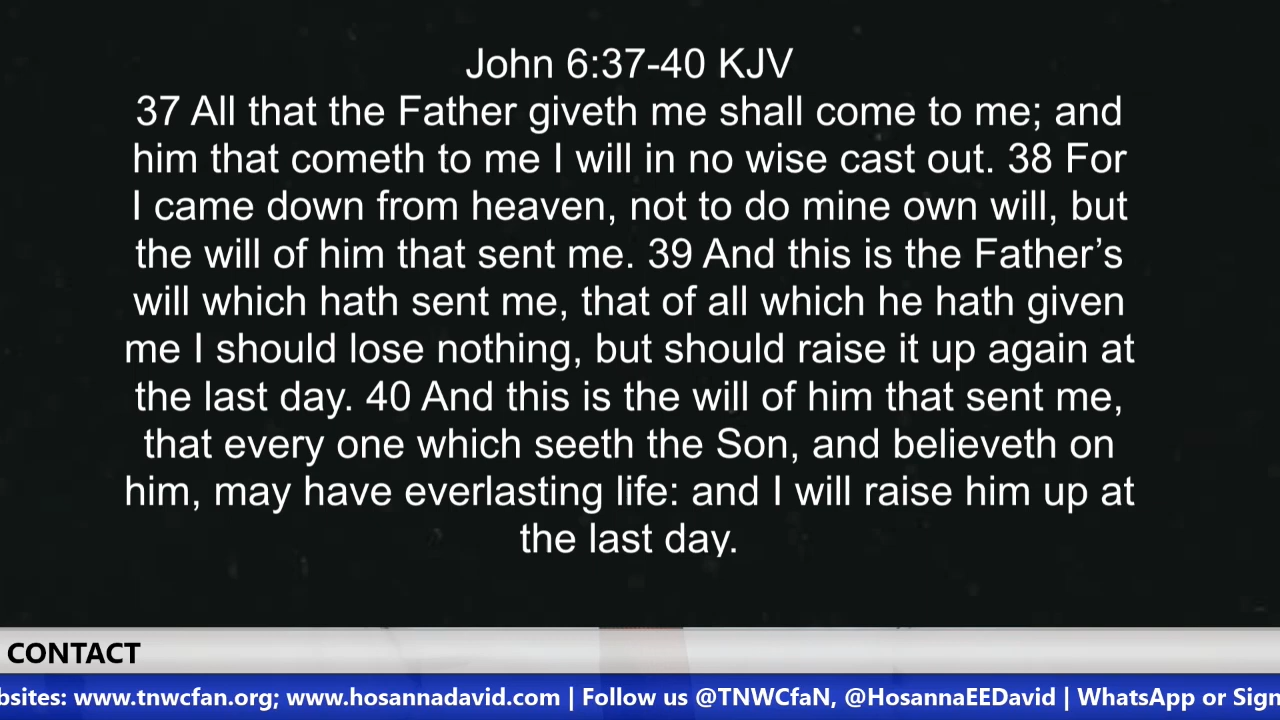 John 6:37-40 KJV
37 All that the Father giveth me shall come to me; and
him that cometh to me I will in no wise cast out. 38 For
I came down from heaven, not to do mine own will, but
the will of him that sent me. 39 And this is the Father’s
will which hath sent me, that of all which he hath given
me I should lose nothing, but should raise it up again at
the last day. 40 And this is the will of him that sent me,
that every one which seeth the Son, and believeth on
him, may have everlasting life: and I will raise him up at
the last day.
CONTACT
www.tnwcfan.org; www.hosannadavid.com | Follow us @TNWCfaN, @HosannaEEDavid | WhatsApp or